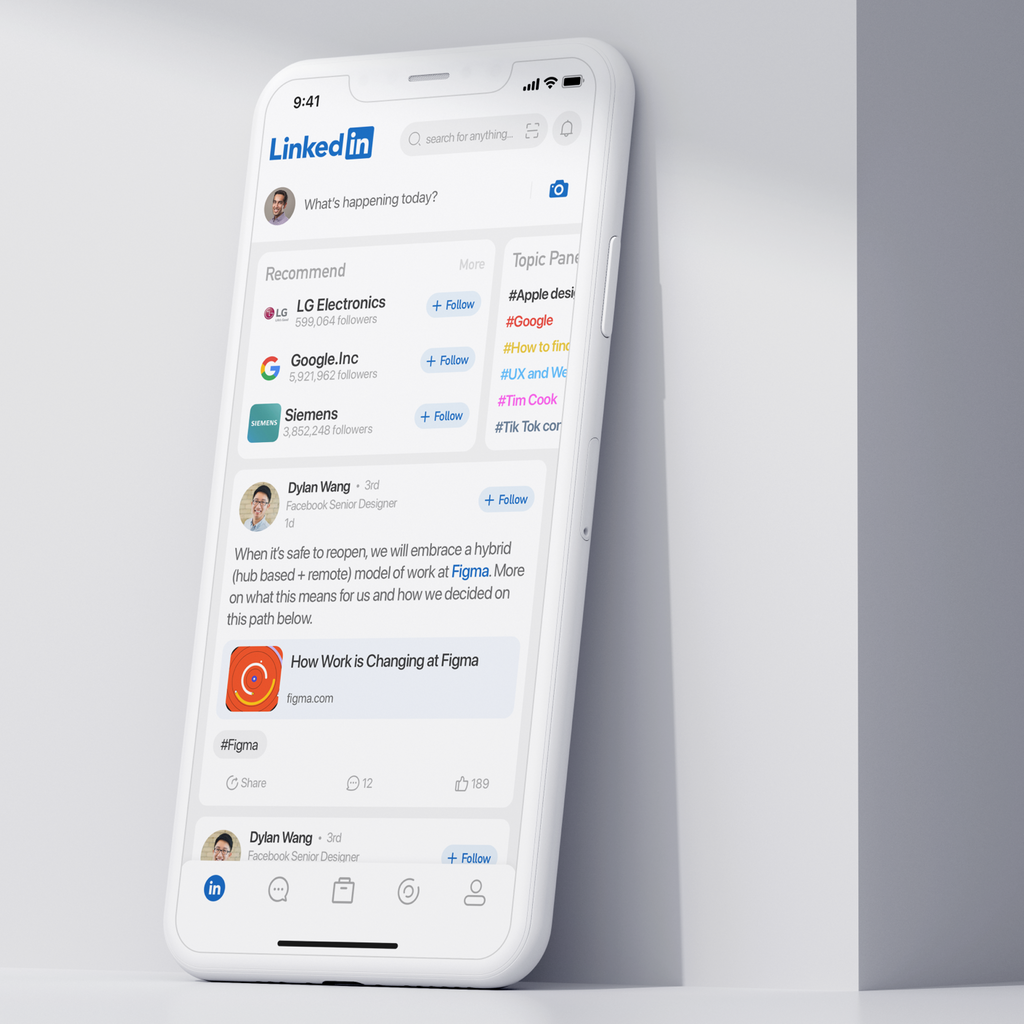 9:41
Linked in
search for anything...
What's happening today?
Recommend
More
LG
LG Electronics
599,064 followers
+ Follow
Google.Inc
5,921,962 followers
+ Follow
SIEMENS
Siemens
3,852,248 followers
+ Follow
Topic Pane
#Apple desi
#Google
#How to find
#UX and We
#Tim Cook
#Tik Tok con
Dylan Wang • 3rd
Facebook Senior Designer
1d
+ Follow
When it's safe to reopen, we will embrace a hybrid
(hub based + remote) model of work at Figma. More
on what this means for us and how we decided on
this path below.
How Work is Changing at Figma
figma.com
#Figma
Share
12
189
Dylan Wang • 3rd
Facebook Senior Designer
+ Follow
in